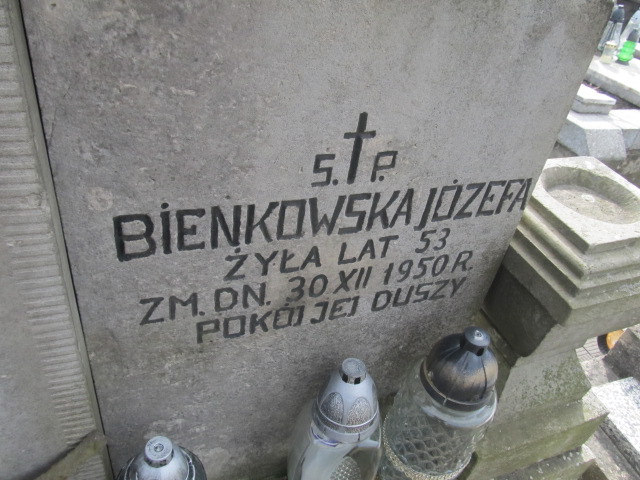 Ś.†P.
BIENKOWSKA JÓZEFA
ŻYŁA LAT 53
ZM. DN. 30 XII 1950 R.
POKÓJ JEJ DUSZY